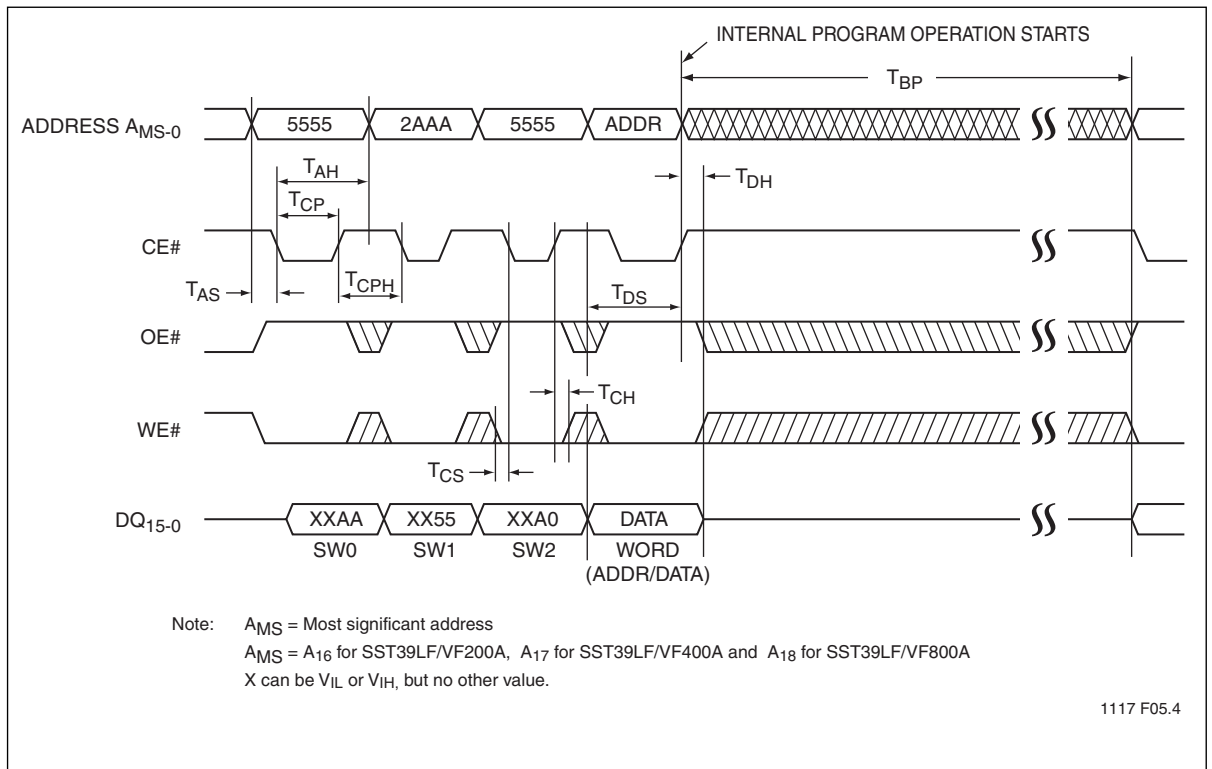 INTERNAL PROGRAM OPERATION STARTS
TBP
ADDRESS AMS-0
5555 2AAA 5555 ADDR
TAH
TDH
TCP
CE#
TAS
TCPH
TDS
OE#
TCH
WE#
TCS
DQ15-0
XXAA XX55 XXA0 DATA
SW0 SW1 SW2 WORD
(ADDR/DATA)
Note: AMS = Most significant address
AMS = A16 for SST39LF/VF200A, A17 for SST39LF/VF400A and A18 for SST39LF/VF800A
X can be VIL or VIH, but no other value.
1117 F05.4